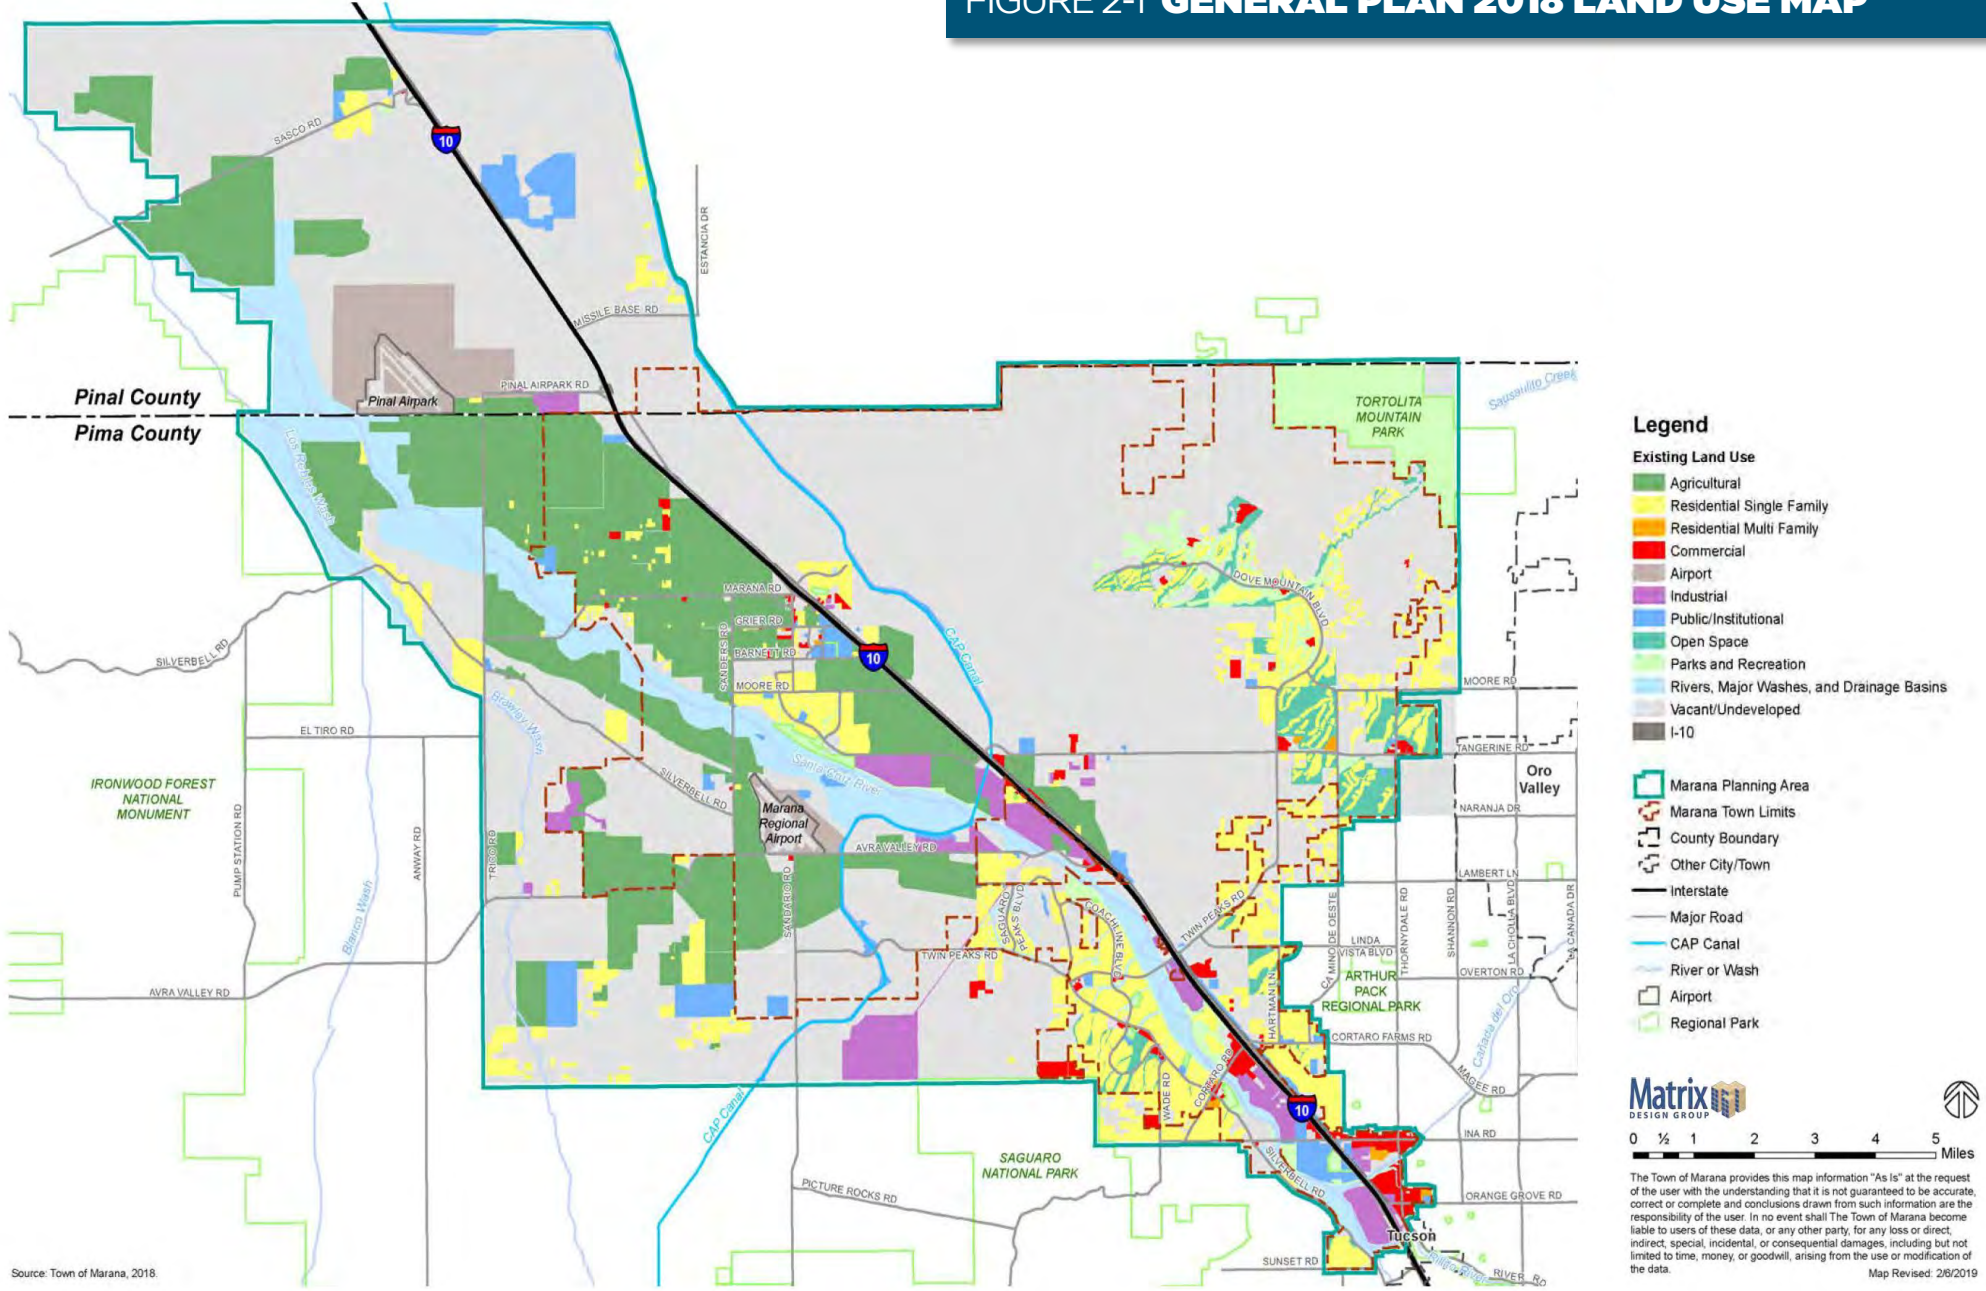 FIGURE 2-1 GENERAL PLAN 2018 LAND USE MAP
SASCO RD
10
ESTANCIA DR
MISSILE BASE RD
PINAL AIRPARK RD
Pinal Airpark
Pinal County
Pima County
Sausaulito Creek
TORTOLITA
MOUNTAIN
PARK
Los Robles Wash
DOVE MOUNTAIN BLVD
MARANA RD
GRIER RD
SANDERS RD
BARNETT RD
MOORE RD
10
CAP Canal
SILVERBELL RD
MOORE RD
Brawley Wash
EL TIRO RD
TANGERINE RD
Oro
Valley
Santa Cruz River
SILVERBELL RD
IRONWOOD FOREST
NATIONAL
MONUMENT
Marana
Regional
Airport
NARANJA DR
AVRA VALLEY RD
PUMP STATION RD
ANWAY RD
TRICO RD
SANDARIO RD
LAMBERT LN
SAGUARO
PEAKS BLVD
COACHLINE BLVD
TWIN PEAKS RD
CAMINO DE OESTE
THORNYDALE RD
SHANNON RD
LA CHOLLA BLVD
LA CANADA DR
Blanco Wash
LINDA
VISTA BLVD
TWIN PEAKS RD
OVERTON RD
ARTHUR
PACK
REGIONAL PARK
HARTMAN LN
AVRA VALLEY RD
Cañada del Oro
CORTARO FARMS RD
MAGEE RD
WADE RD
CORTARO RD
CAP Canal
10
INA RD
SAGUARO
NATIONAL PARK
SILVERBELL RD
PICTURE ROCKS RD
ORANGE GROVE RD
Tucson
SUNSET RD
Rillito River
RIVER RD
Source: Town of Marana, 2018.
Legend
Existing Land Use
Agricultural
Residential Single Family
Residential Multi Family
Commercial
Airport
Industrial
Public/Institutional
Open Space
Parks and Recreation
Rivers, Major Washes, and Drainage Basins
Vacant/Undeveloped
I-10
Marana Planning Area
Marana Town Limits
County Boundary
Other City/Town
Interstate
Major Road
CAP Canal
River or Wash
Airport
Regional Park
Matrix
DESIGN GROUP
0 ½ 1 2 3 4 5
Miles
The Town of Marana provides this map information "As Is" at the request
of the user with the understanding that it is not guaranteed to be accurate,
correct or complete and conclusions drawn from such information are the
responsibility of the user. In no event shall The Town of Marana become
liable to users of these data, or any other party, for any loss or direct,
indirect, special, incidental, or consequential damages, including but not
limited to time, money, or goodwill, arising from the use or modification of
the data.
Map Revised: 2/6/2019